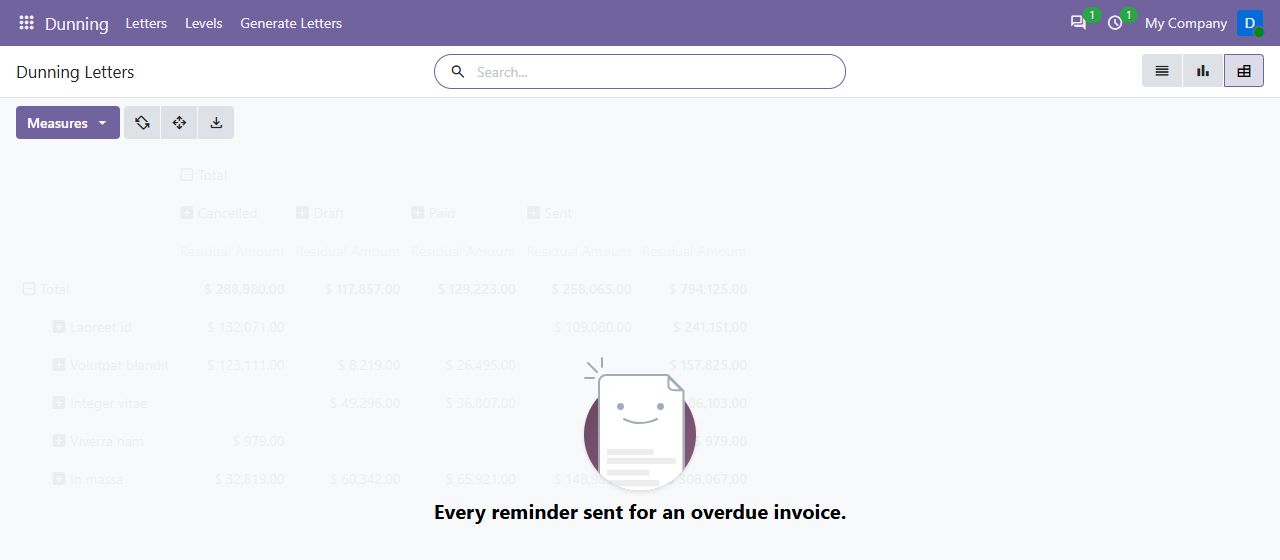 Dunning Letters Levels Generate Letters 1 1 My Company D
Dunning Letters Search...
Measures
Total
Cancelled Draft Paid Sent
Residual Amount Residual Amount Residual Amount Residual Amount Residual Amount
Total $ 288,980.00 $ 117,857.00 $ 129,223.00 $ 258,065.00 $ 794,125.00
Laoreet id $ 132,071.00 $ 109,080.00 $ 241,151.00
Volutpat blandit $ 123,111.00 $ 8,219.00 $ 26,495.00 $ 157,825.00
Integer vitae $ 49,296.00 $ 36,807.00
Viverra nam $ 979.00 979.00
In massa $ 32,819.00 $ 60,342.00 $ 65,921.00 308,067.00
Every reminder sent for an overdue invoice.